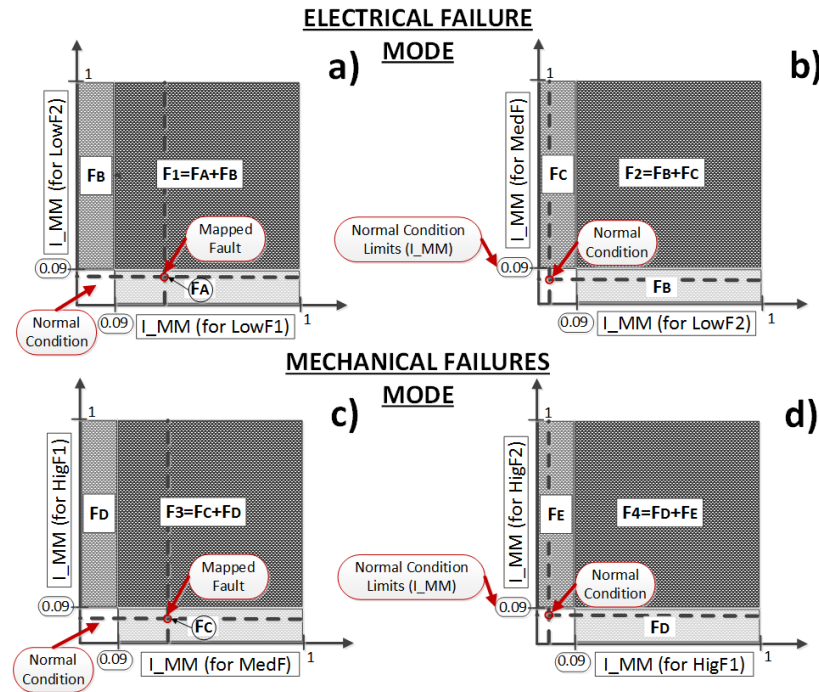 ELECTRICAL FAILURE
MODE
a)
1
I_MM (for LowF2)
FB
F1=FA+FB
Mapped
Fault
0.09
FA
Normal
Condition
0.09
I_MM (for LowF1)
1
b)
1
I_MM (for MedF)
FC
F2=FB+FC
Normal Condition
Limits (I_MM)
Normal
Condition
0.09
FB
0.09
I_MM (for LowF2)
1
MECHANICAL FAILURES
MODE
c)
1
I_MM (for HigF1)
FD
F3=FC+FD
Mapped
Fault
0.09
FC
Normal
Condition
0.09
I_MM (for MedF)
1
d)
1
I_MM (for HigF2)
FE
F4=FD+FE
Normal Condition
Limits (I_MM)
Normal
Condition
0.09
FD
0.09
I_MM (for HigF1)
1